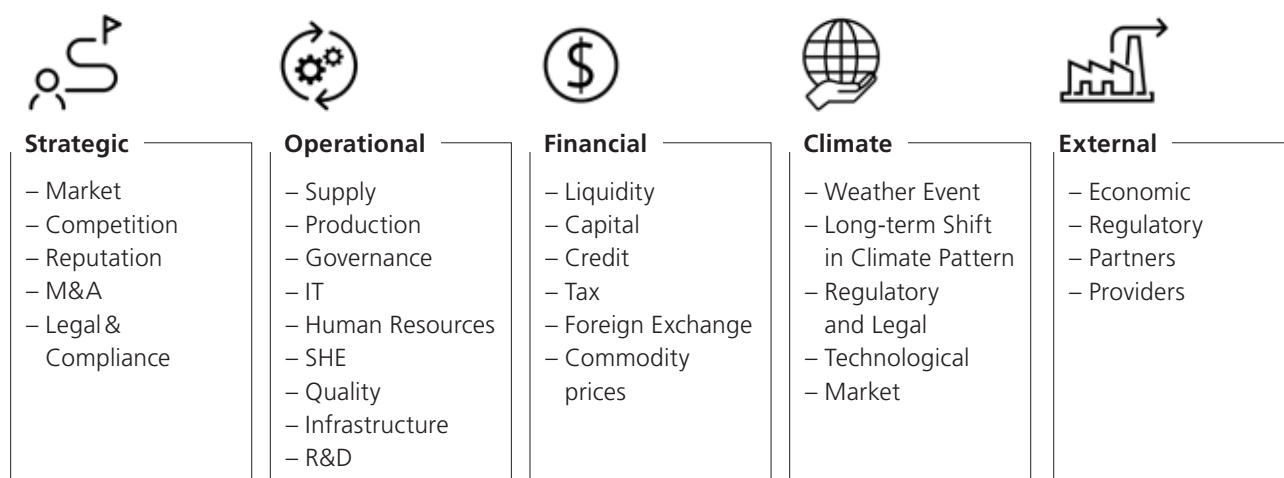 Strategic
– Market
– Competition
– Reputation
– M&A
– Legal &
Compliance
Operational
– Supply
– Production
– Governance
– IT
– Human Resources
– SHE
– Quality
– Infrastructure
– R&D
$
Financial
– Liquidity
– Capital
– Credit
– Tax
– Foreign Exchange
– Commodity
prices
Climate
– Weather Event
– Long-term Shift
in Climate Pattern
– Regulatory
and Legal
– Technological
– Market
External
– Economic
– Regulatory
– Partners
– Providers